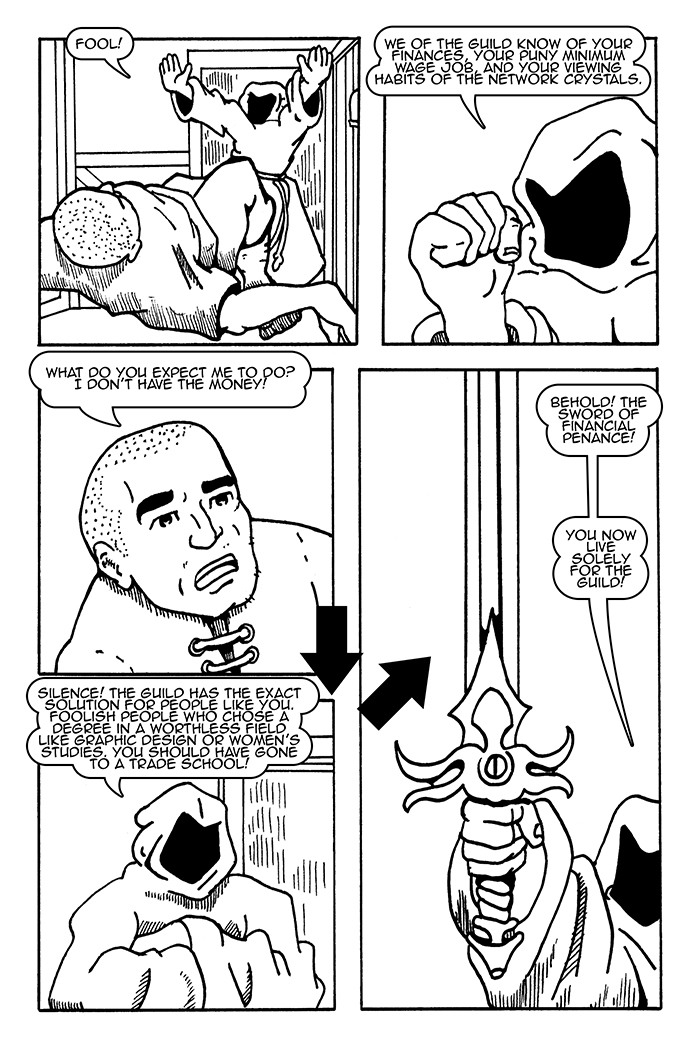 FOOL!
WE OF THE GUILD KNOW OF YOUR
FINANCES, YOUR PUNY MINIMUM
WAGE JOB, AND YOUR VIEWING
HABITS OF THE NETWORK CRYSTALS.
WHAT DO YOU EXPECT ME TO DO?
I DON'T HAVE THE MONEY!
SILENCE! THE GUILD HAS THE EXACT
SOLUTION FOR PEOPLE LIKE YOU.
FOOLISH PEOPLE WHO CHOSE A
DEGREE IN A WORTHLESS FIELD
LIKE GRAPHIC DESIGN OR WOMEN'S
STUDIES. YOU SHOULD HAVE GONE
TO A TRADE SCHOOL!
BEHOLD! THE
SWORD OF
FINANCIAL
PENANCE!
YOU NOW
LIVE
SOLELY
FOR THE
GUILD!